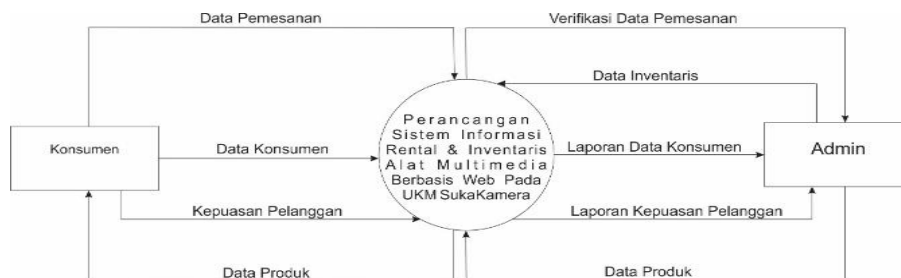 Data Pemesanan
Verifikasi Data Pemesanan
Data Inventaris
Perancangan
Sistem Informasi
Rental & Inventaris
Alat Multimedia
Berbasis Web Pada
UKM SukaKamera
Konsumen
Data Konsumen
Laporan Data Konsumen
Admin
Kepuasan Pelanggan
Laporan Kepuasan Pelanggan
Data Produk
Data Produk